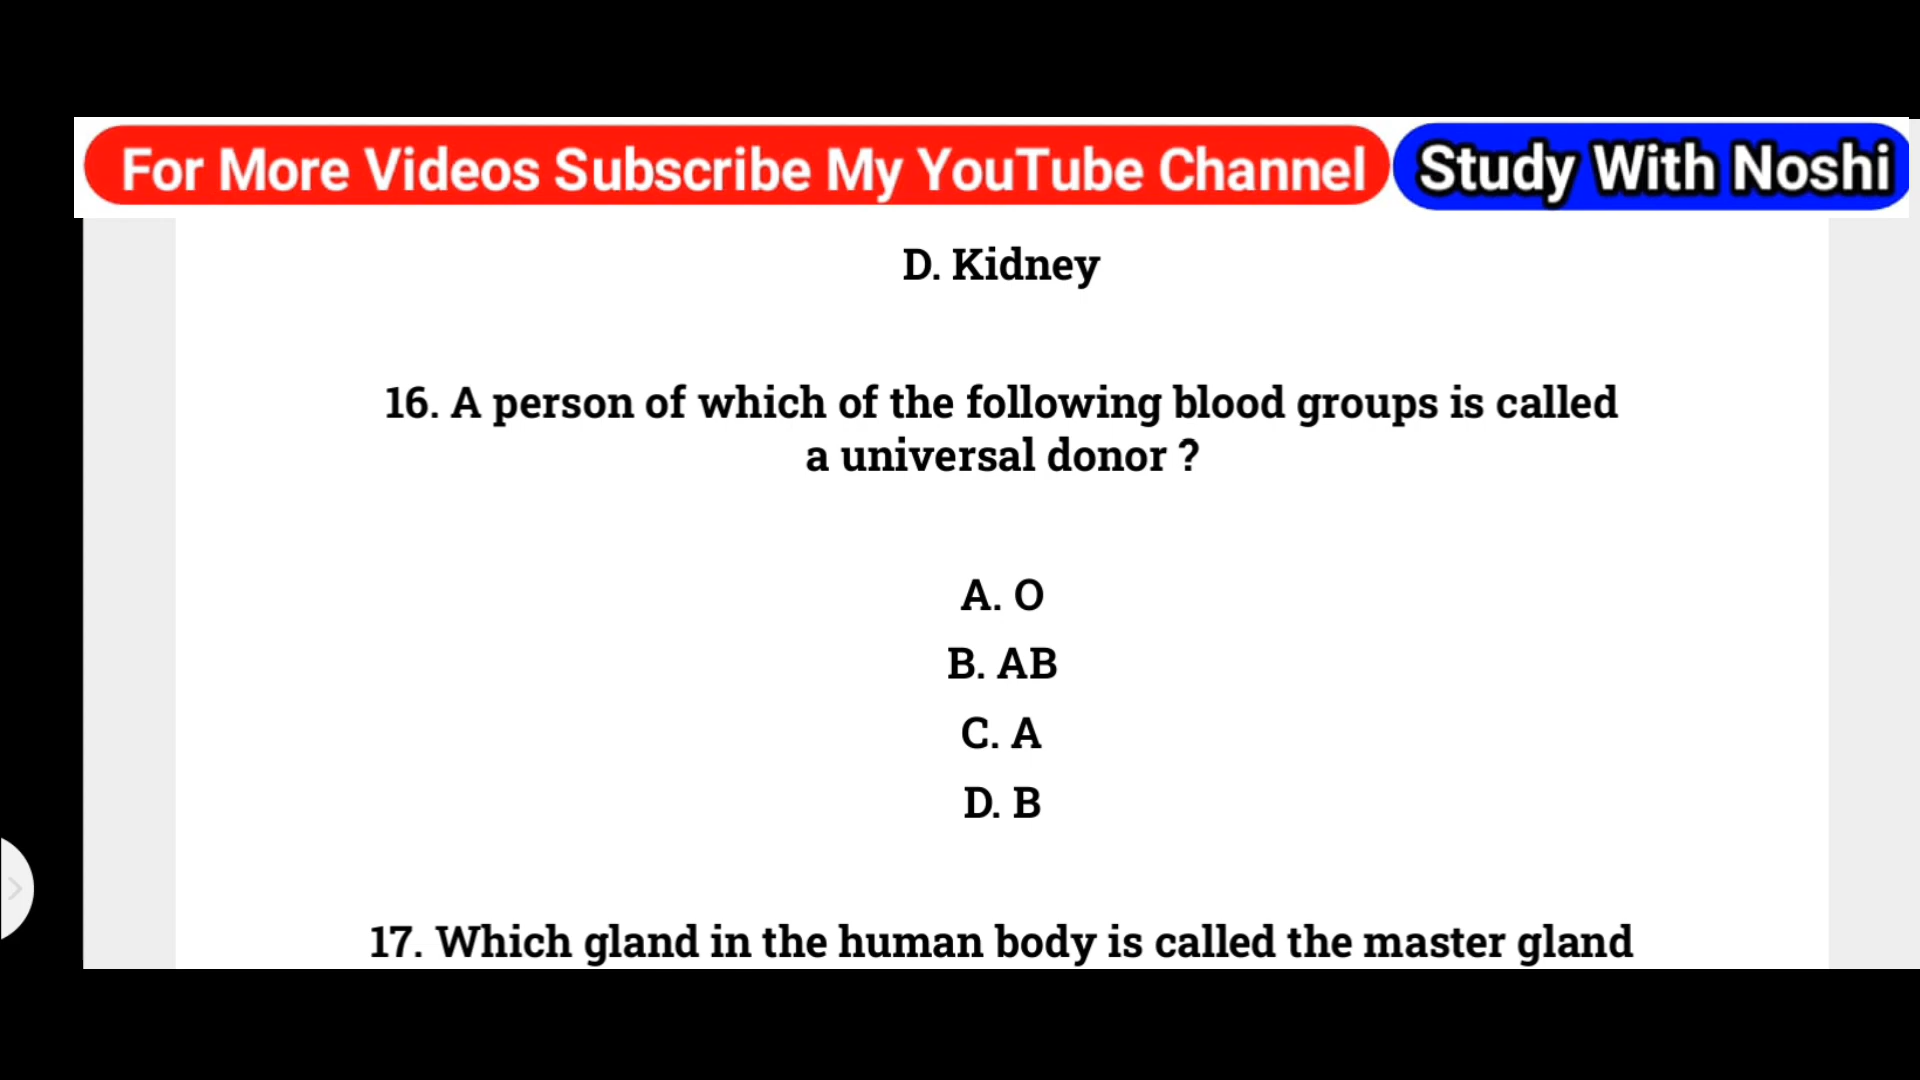 For More Videos Subscribe My YouTube Channel Study With Noshi
D. Kidney
16. A person of which of the following blood groups is called
a universal donor ?
A. O
B. AB
C. A
D. B
17. Which gland in the human body is called the master gland